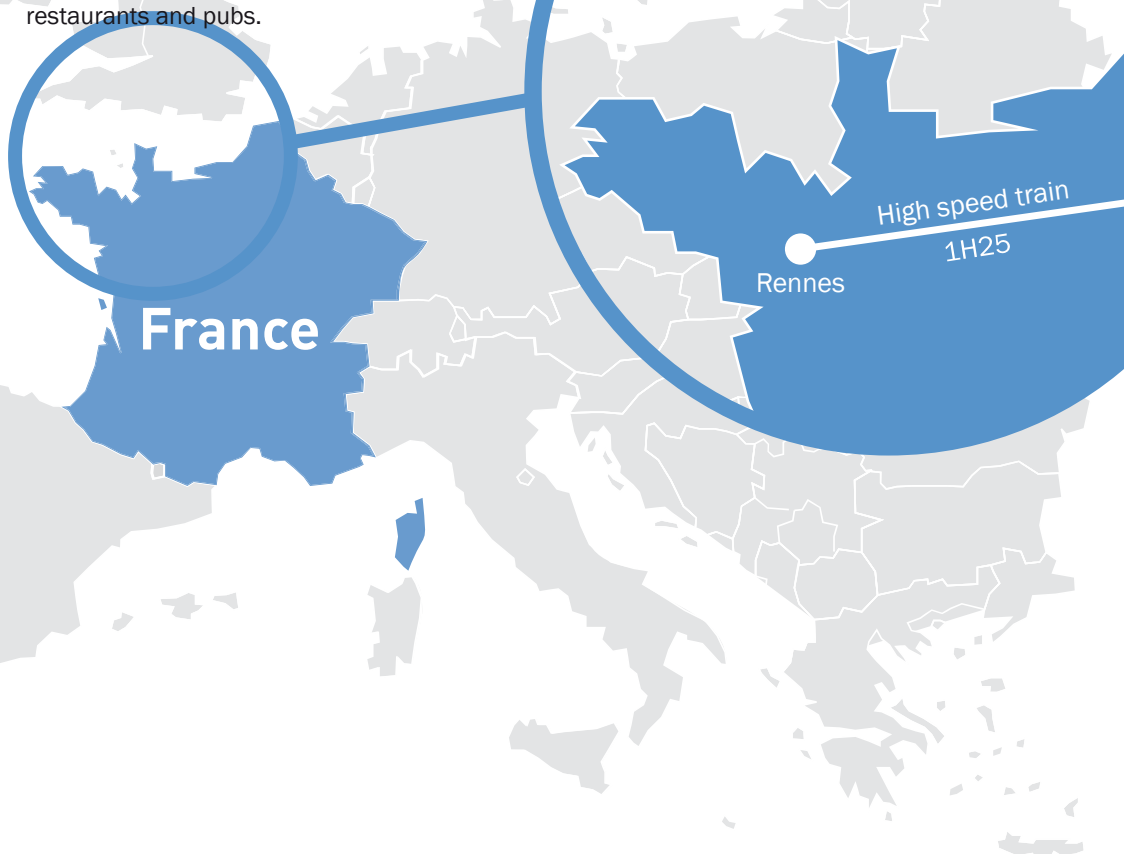 restaurants and pubs.
High speed train
1H25
Rennes
France